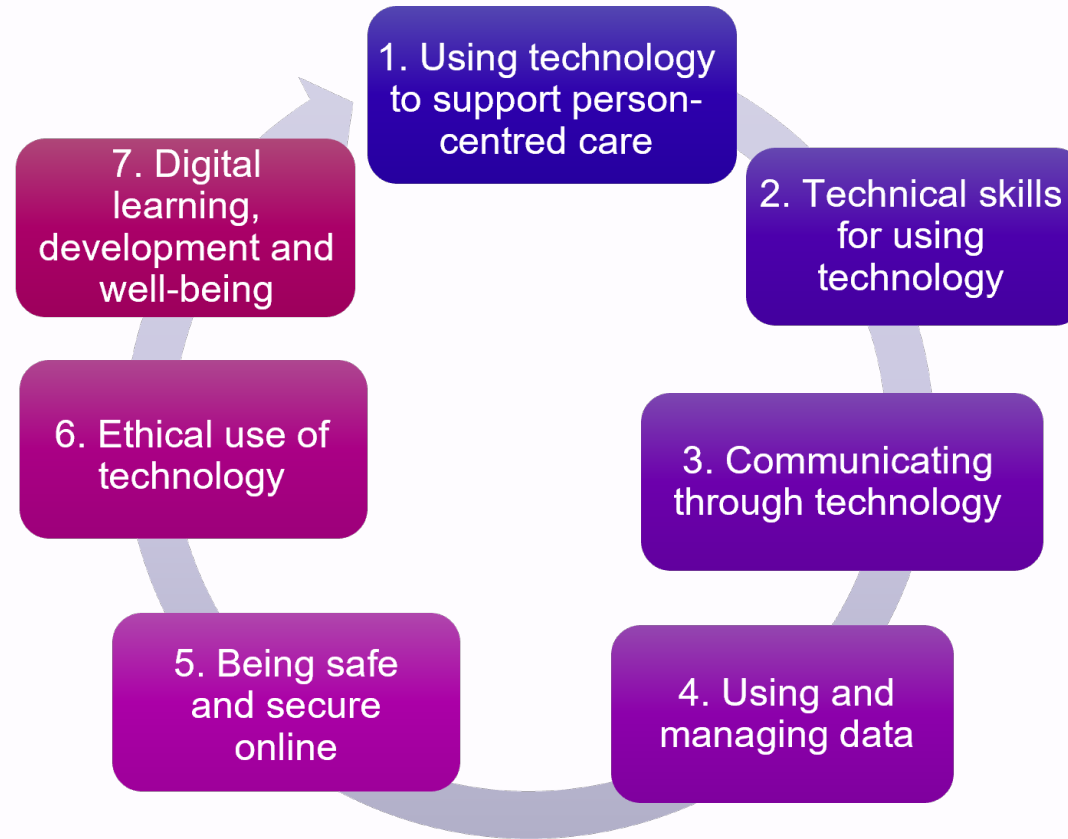 1. Using technology
to support person-
centred care
2. Technical skills
for using
technology
3. Communicating
through technology
4. Using and
managing data
5. Being safe
and secure
online
6. Ethical use of
technology
7. Digital
learning,
development and
well-being